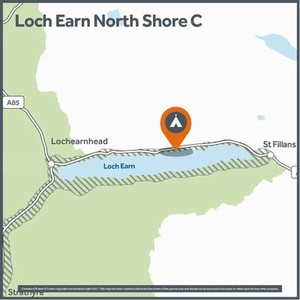 Loch Earn North Shore C
A85
Lochearnhead
St Fillans
Loch Earn
Strathyre